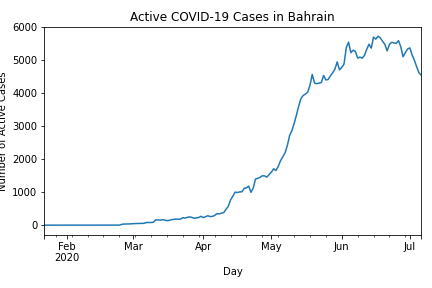 Active COVID-19 Cases in Bahrain
Number of Active Cases
6000
5000
4000
3000
2000
1000
0
Feb
2020
Mar
Apr
May
Jun
Jul
Day